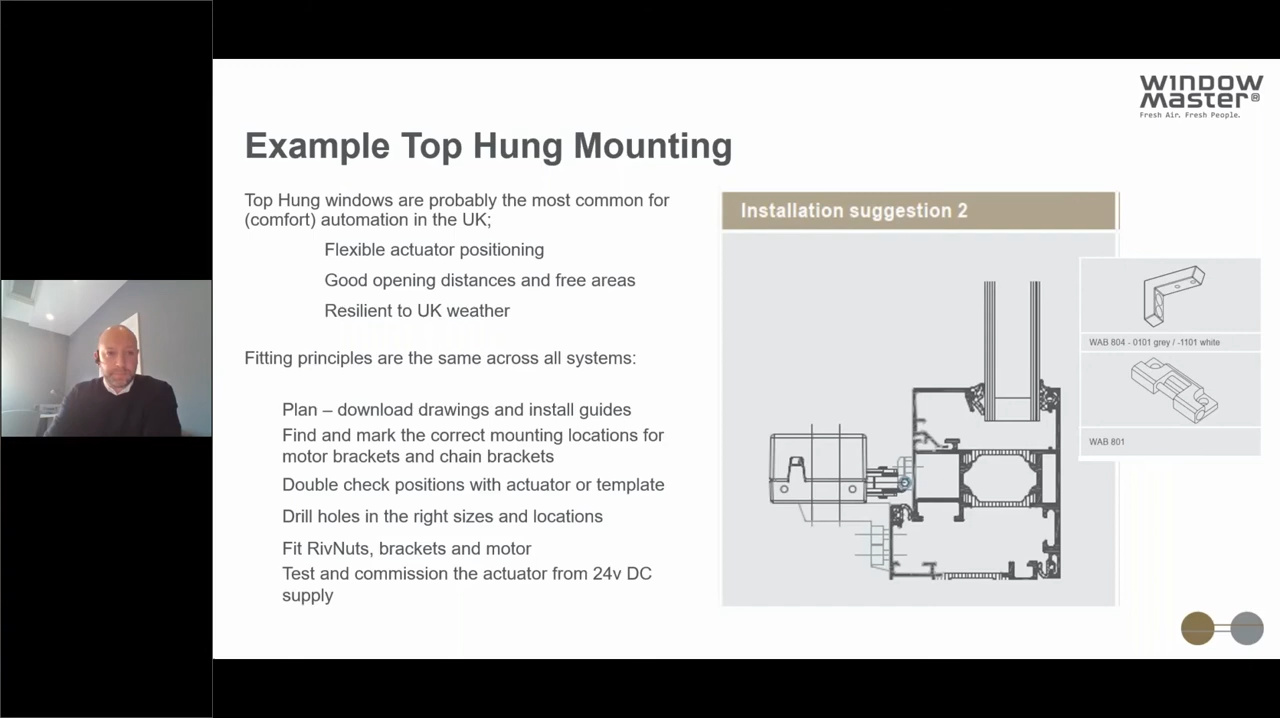 WINDOW
Master®
Fresh Air. Fresh People.
Example Top Hung Mounting
Top Hung windows are probably the most common for
(comfort) automation in the UK;
Flexible actuator positioning
Good opening distances and free areas
Resilient to UK weather
Fitting principles are the same across all systems:
Plan – download drawings and install guides
Find and mark the correct mounting locations for
motor brackets and chain brackets
Double check positions with actuator or template
Drill holes in the right sizes and locations
Fit RivNuts, brackets and motor
Test and commission the actuator from 24v DC
supply
Installation suggestion 2
WAB 804 - 0101 grey / -1101 white
WAB 801